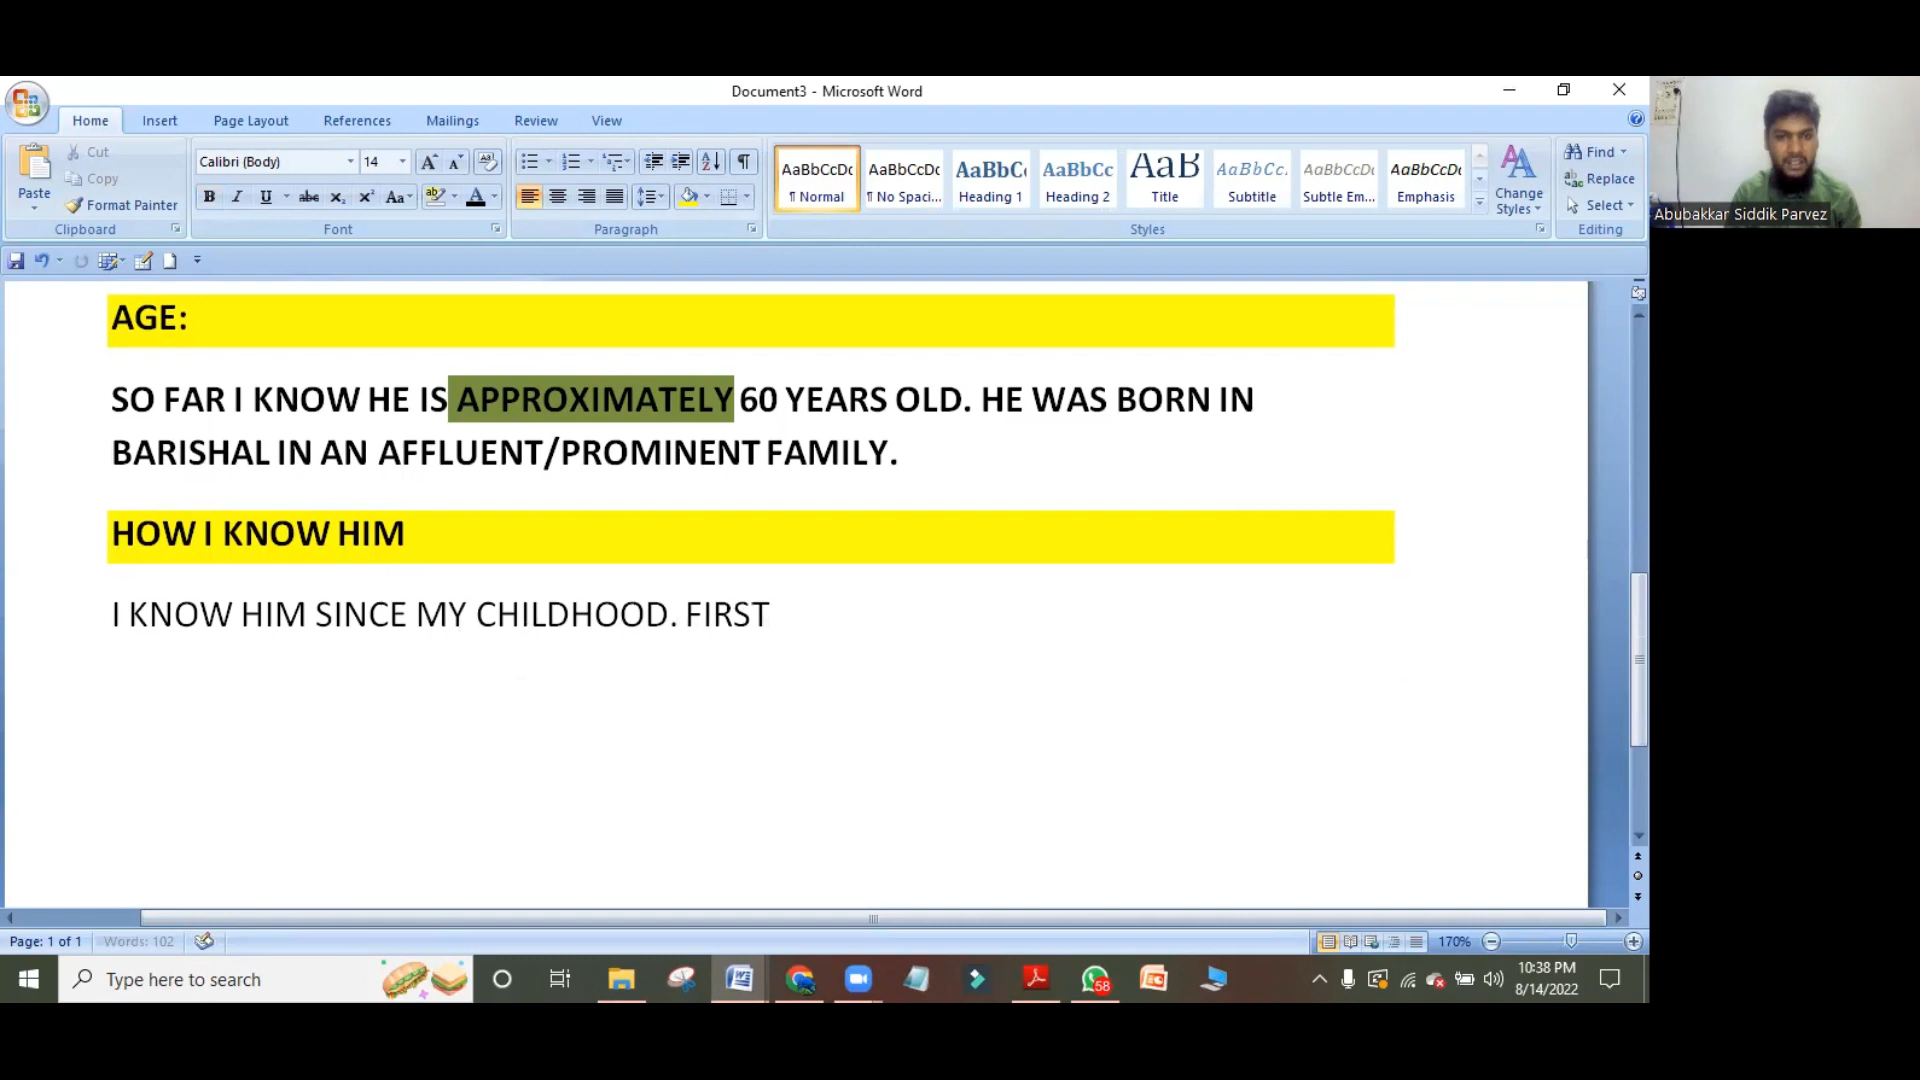 Document3 - Microsoft Word
Home Insert Page Layout References Mailings Review View
Paste
Cut
Copy
Format Painter
Clipboard
Calibri (Body) 14
Font
Paragraph
AaBbCcDc AaBbCcDc AaBbC AaBbCc AaB AaBbCc. AaBbCcDc AaBbCcDc
¶ Normal ¶ No Spaci... Heading 1 Heading 2 Title Subtitle Subtle Em... Emphasis
Change Styles
Styles
Find
Replace
Select
Editing
Abubakkar Siddik Parvez
AGE:
SO FAR I KNOW HE IS APPROXIMATELY 60 YEARS OLD. HE WAS BORN IN
BARISHAL IN AN AFFLUENT/PROMINENT FAMILY.
HOW I KNOW HIM
I KNOW HIM SINCE MY CHILDHOOD. FIRST
Page: 1 of 1 Words: 102 170%
Type here to search
58
10:38 PM
8/14/2022